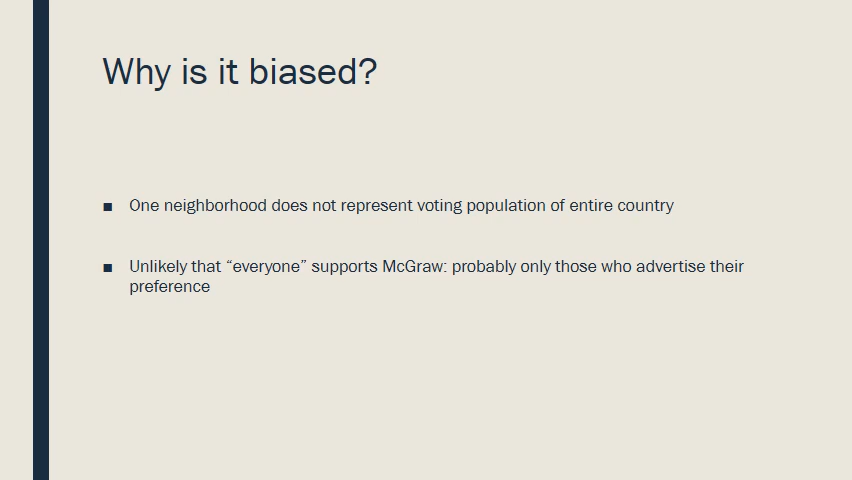 Why is it biased?
▪ One neighborhood does not represent voting population of entire country
▪ Unlikely that “everyone” supports McGraw: probably only those who advertise their
preference